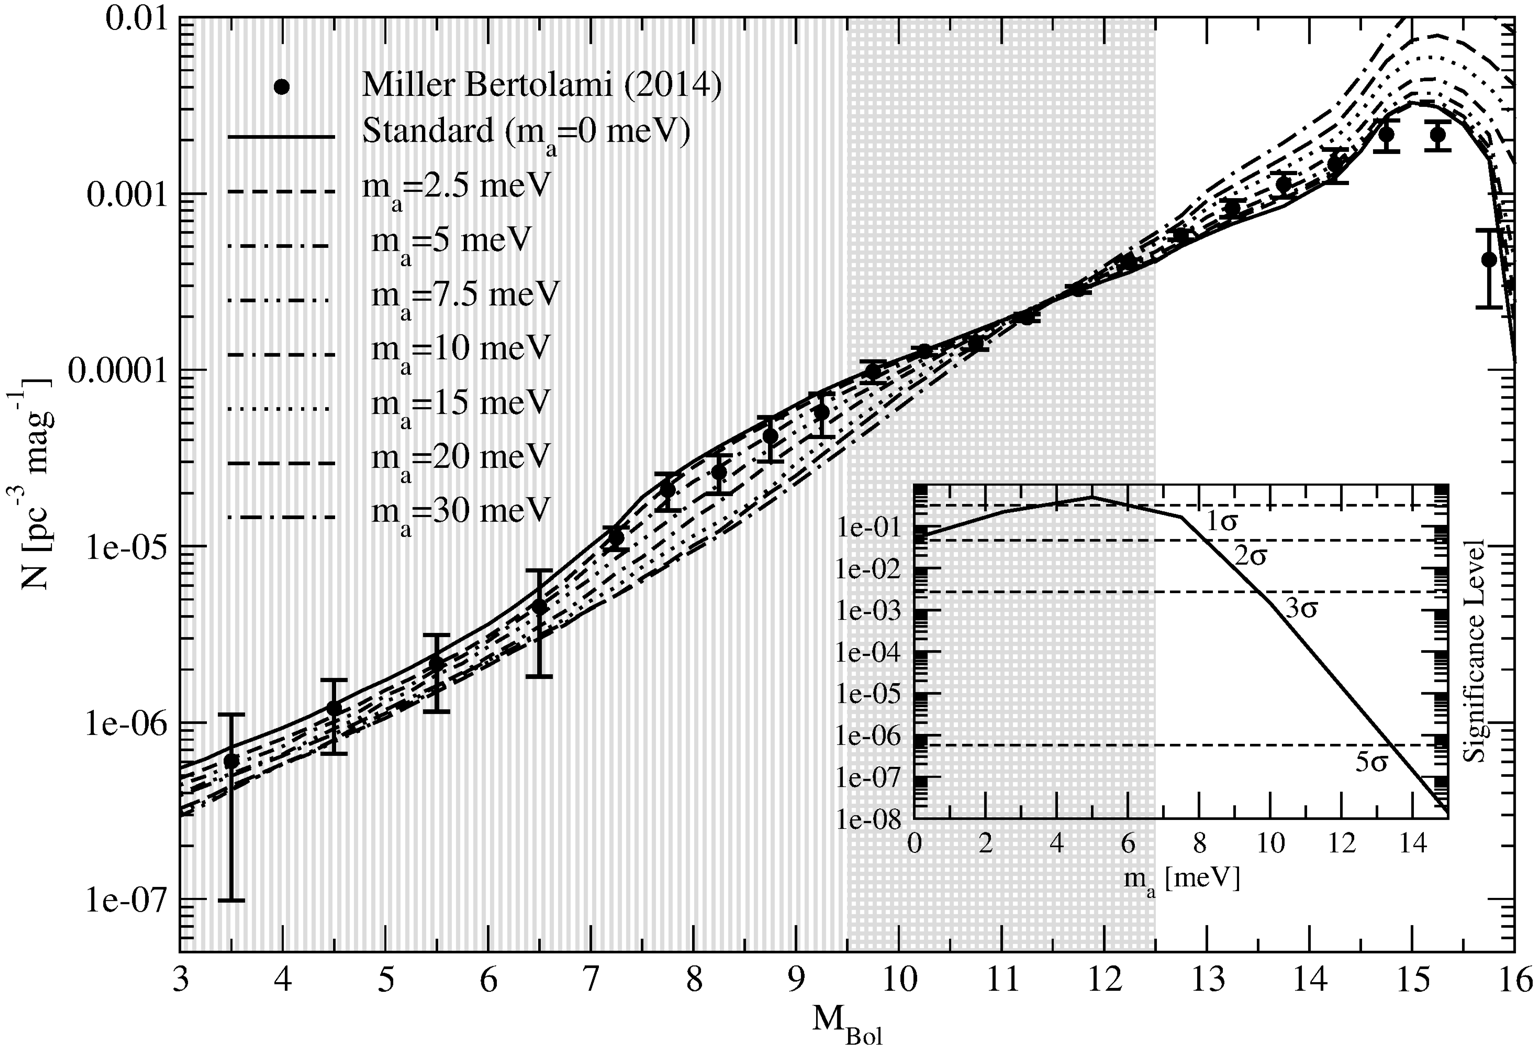 0.01
0.001
0.0001
1e-05
1e-06
1e-07
N [pc-3 mag-1]
Miller Bertolami (2014)
Standard (ma=0 meV)
ma=2.5 meV
ma=5 meV
ma=7.5 meV
ma=10 meV
ma=15 meV
ma=20 meV
ma=30 meV
1e-01
1e-02
1e-03
1e-04
1e-05
1e-06
1e-07
1e-08
1σ
2σ
3σ
5σ
Significance Level
0 2 4 6 8 10 12 14
ma [meV]
3 4 5 6 7 8 9 10 11 12 13 14 15 16
MBol